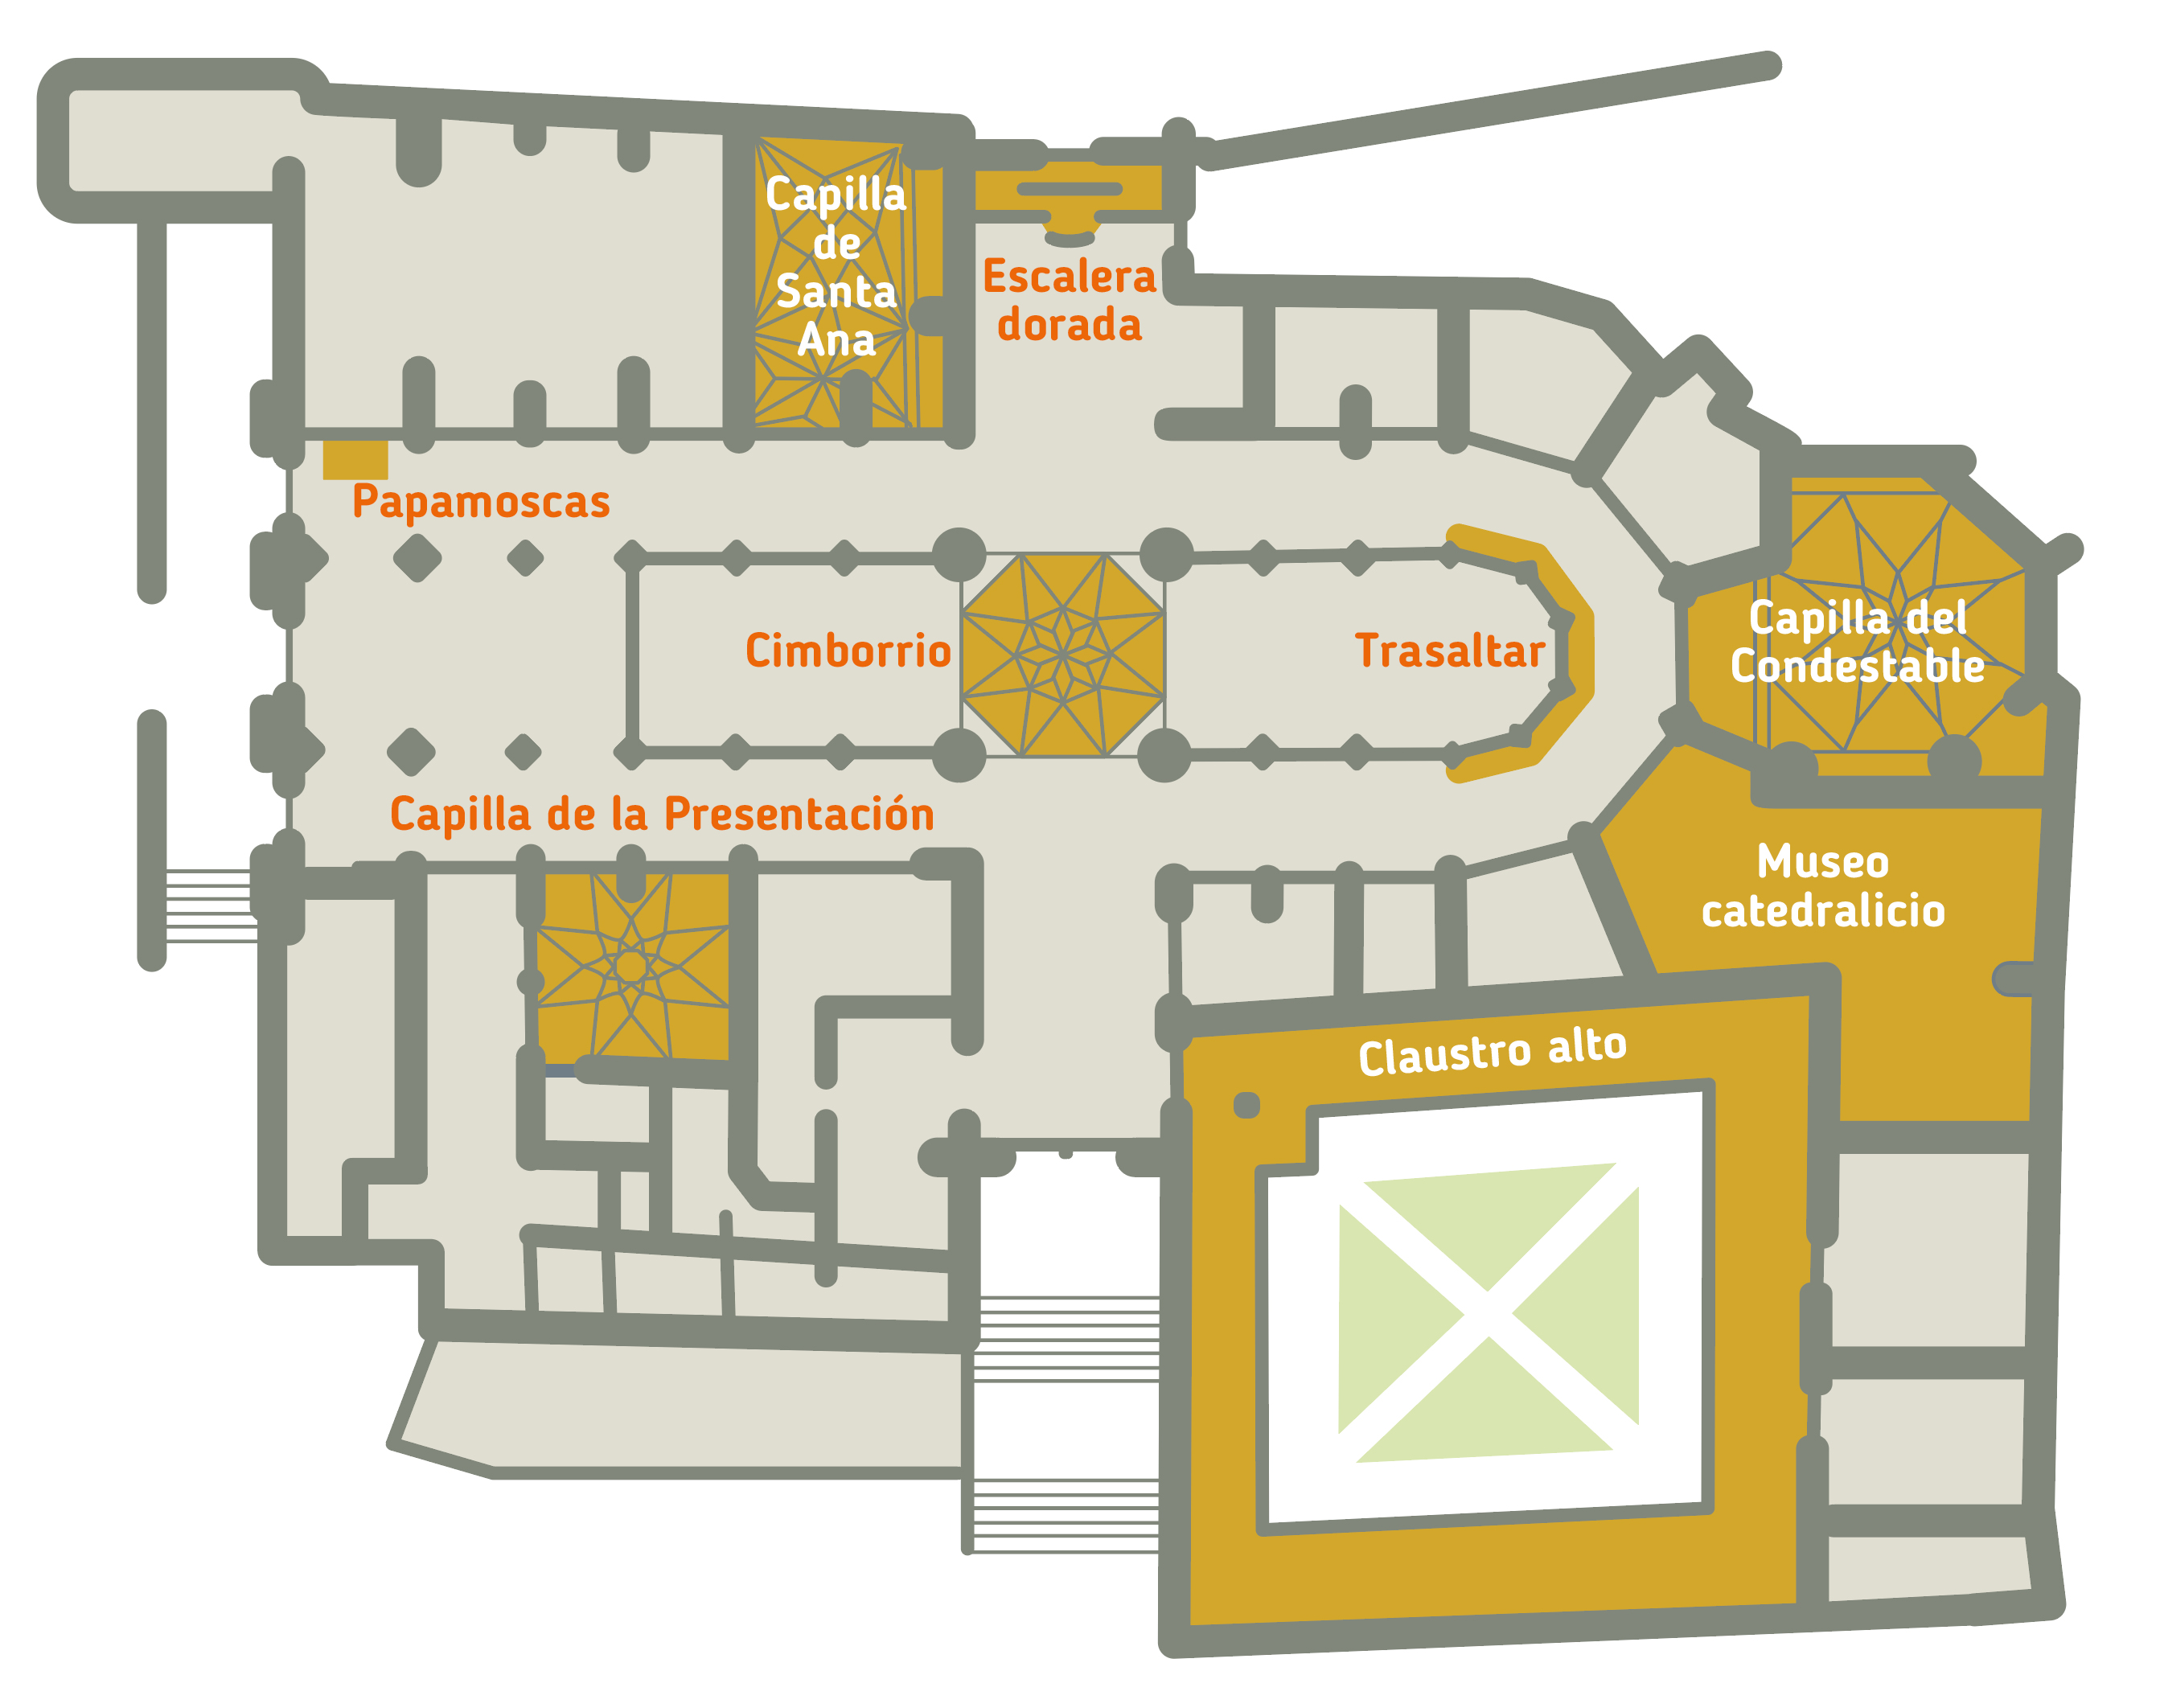 Capilla
de
Santa
Ana
Escalera
dorada
Papamoscas
Cimborrio
Trasaltar
Capilla del
Condestable
Capilla de la Presentación
Museo
catedralicio
Claustro alto